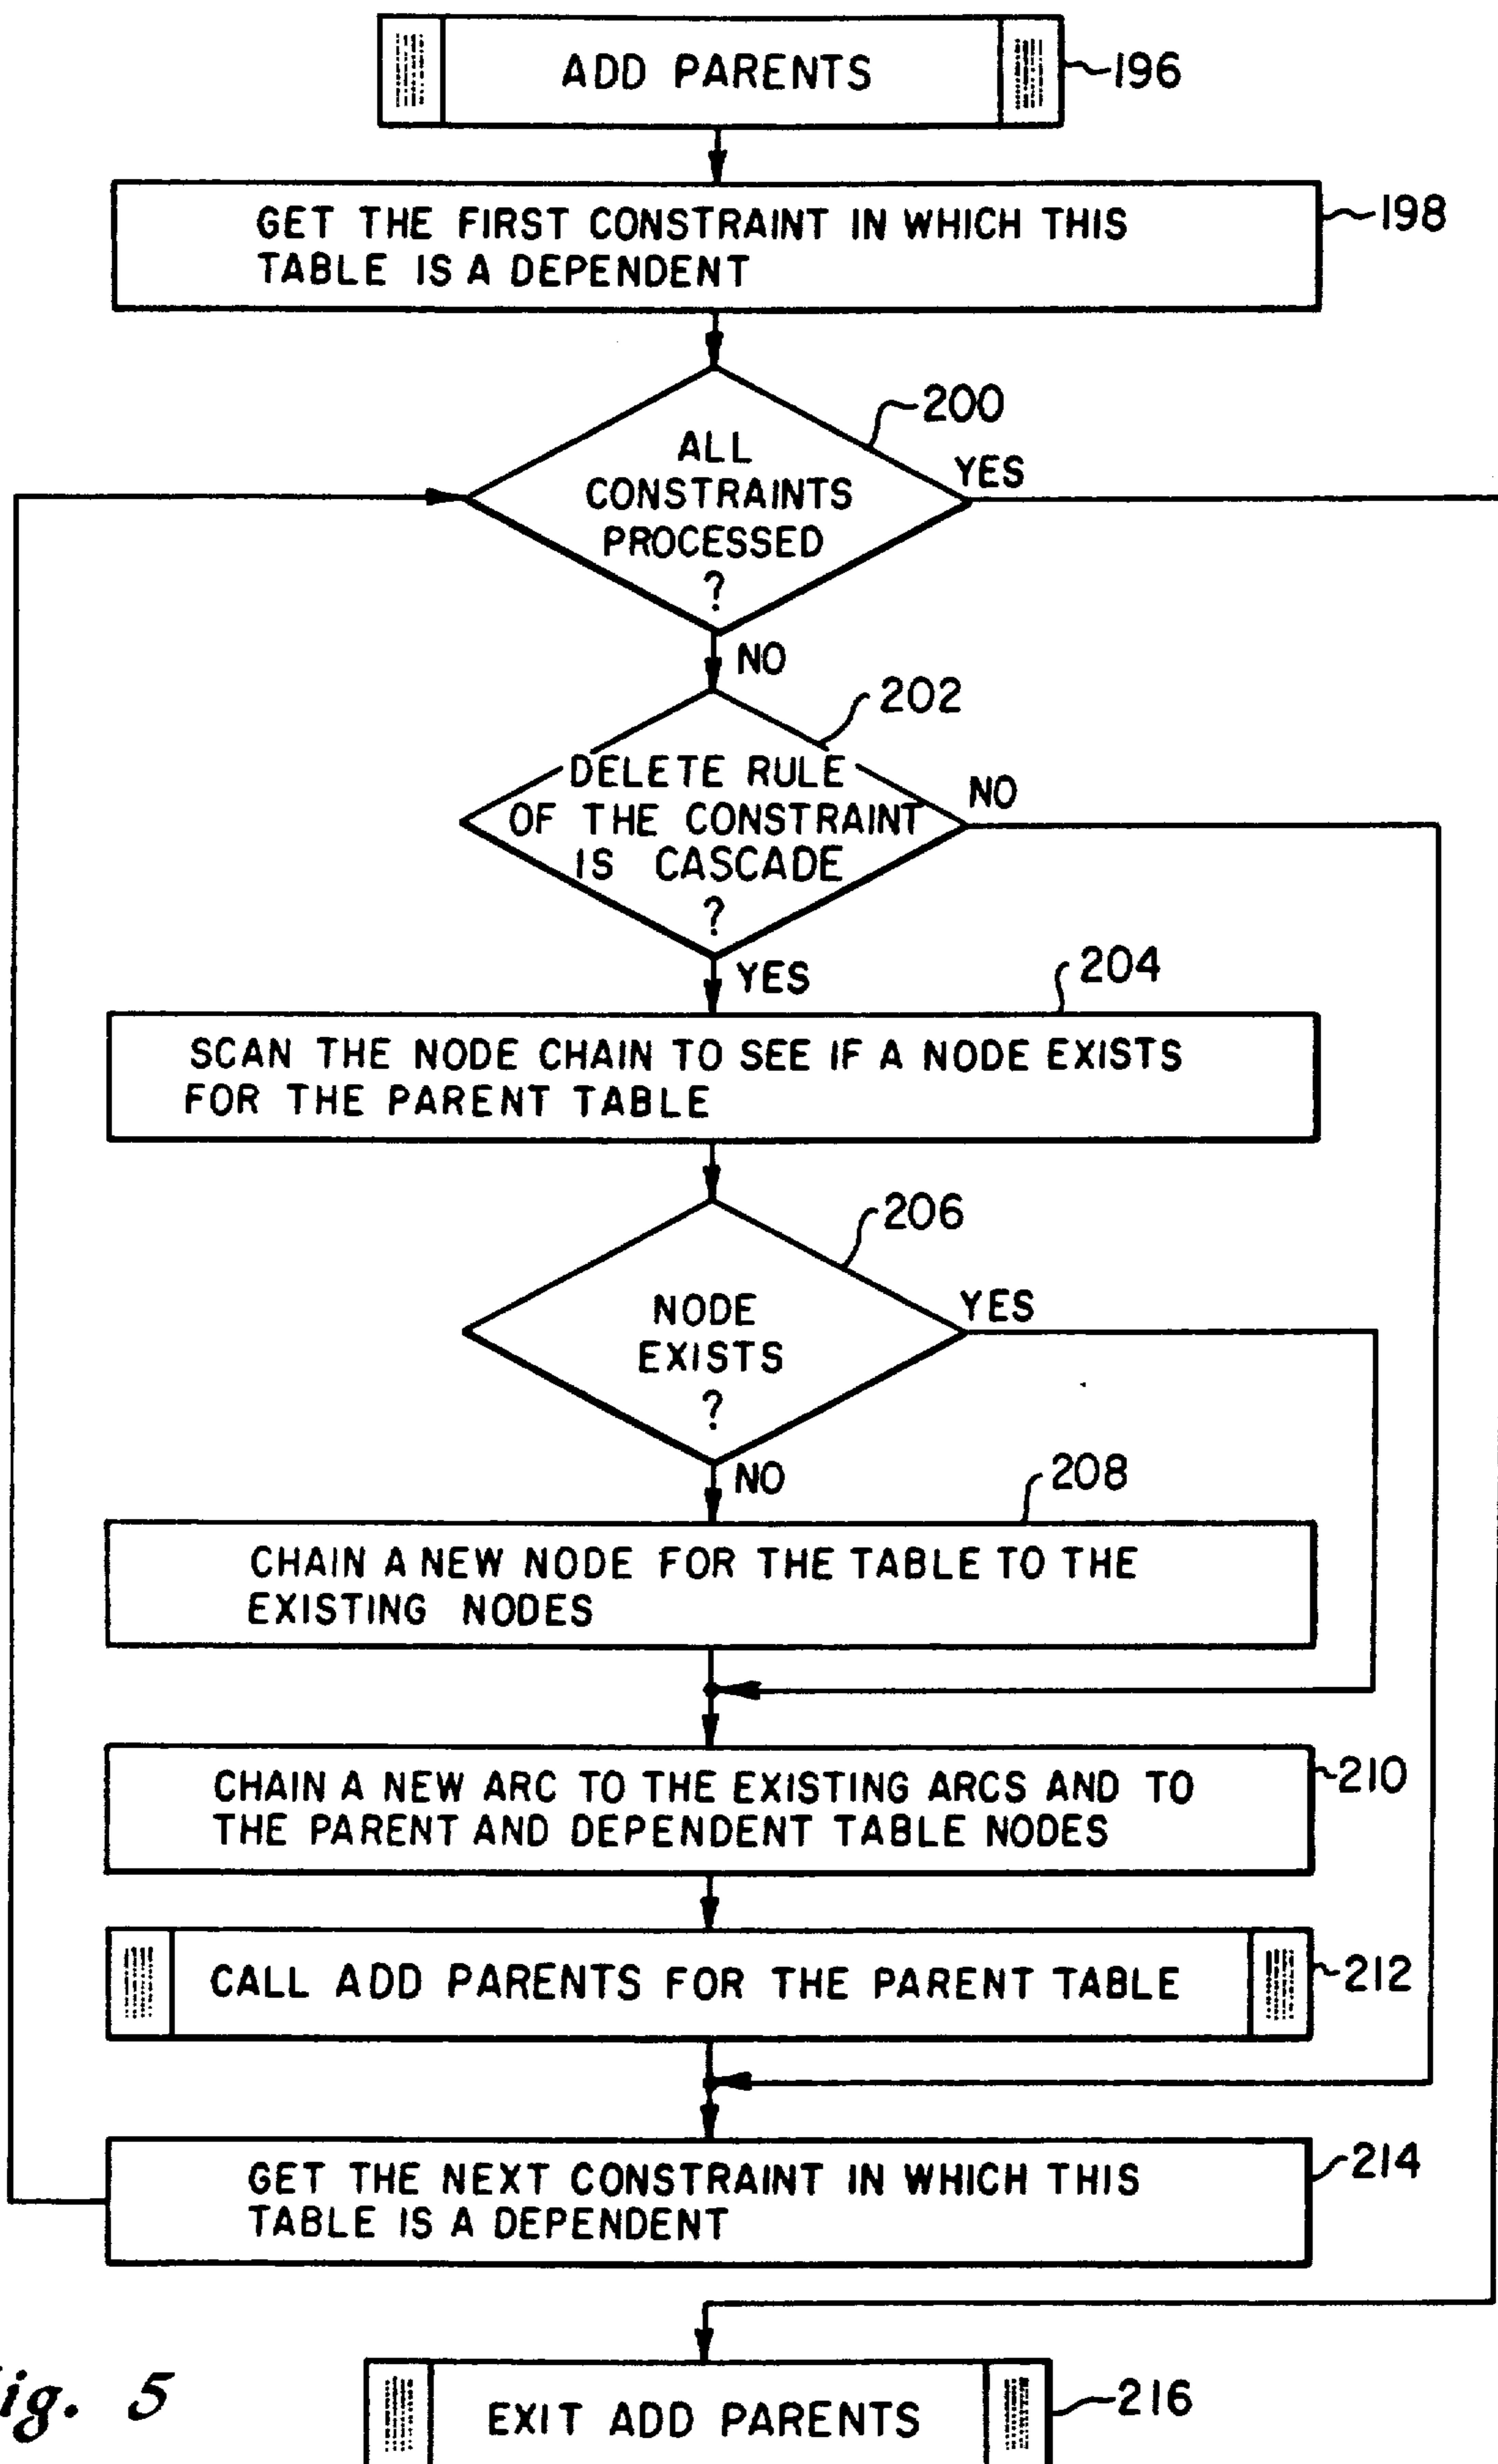 ADD PARENTS
196
GET THE FIRST CONSTRAINT IN WHICH THIS
TABLE IS A DEPENDENT
198
200
ALL
CONSTRAINTS
PROCESSED
?
YES
NO
202
DELETE RULE
OF THE CONSTRAINT
IS CASCADE
?
NO
YES
204
SCAN THE NODE CHAIN TO SEE IF A NODE EXISTS
FOR THE PARENT TABLE
206
NODE
EXISTS
?
YES
NO
208
CHAIN A NEW NODE FOR THE TABLE TO THE
EXISTING NODES
CHAIN A NEW ARC TO THE EXISTING ARCS AND TO
THE PARENT AND DEPENDENT TABLE NODES
210
CALL ADD PARENTS FOR THE PARENT TABLE
212
GET THE NEXT CONSTRAINT IN WHICH THIS
TABLE IS A DEPENDENT
214
ig. 5
EXIT ADD PARENTS
216